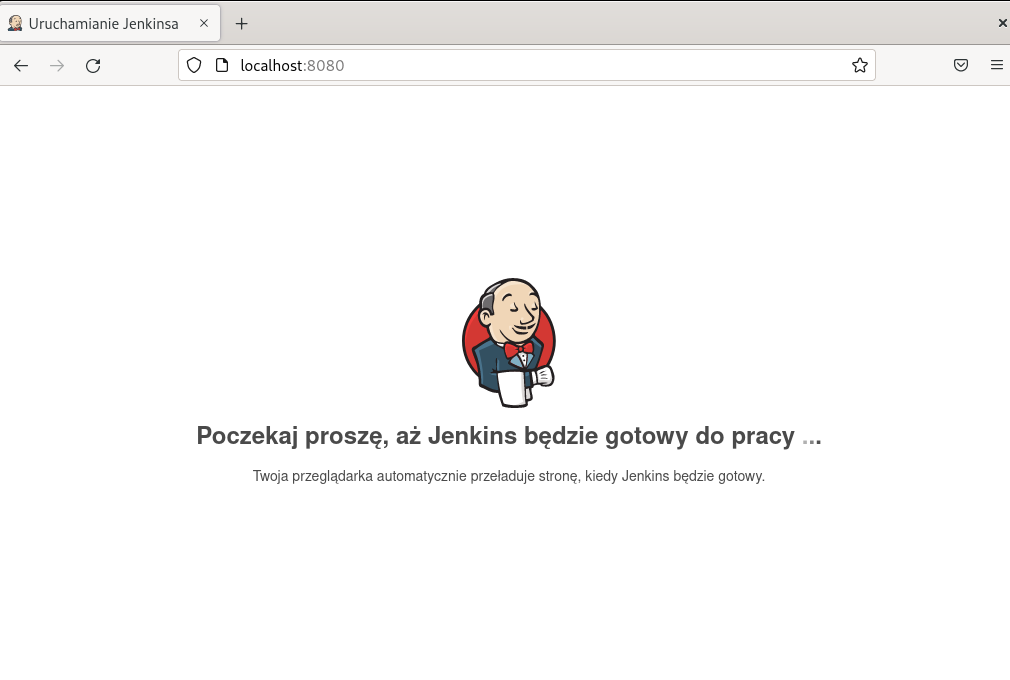 Uruchamianie Jenkinsa
localhost:8080
Poczekaj proszę, aż Jenkins będzie gotowy do pracy ...
Twoja przeglądarka automatycznie przeładuje stronę, kiedy Jenkins będzie gotowy.